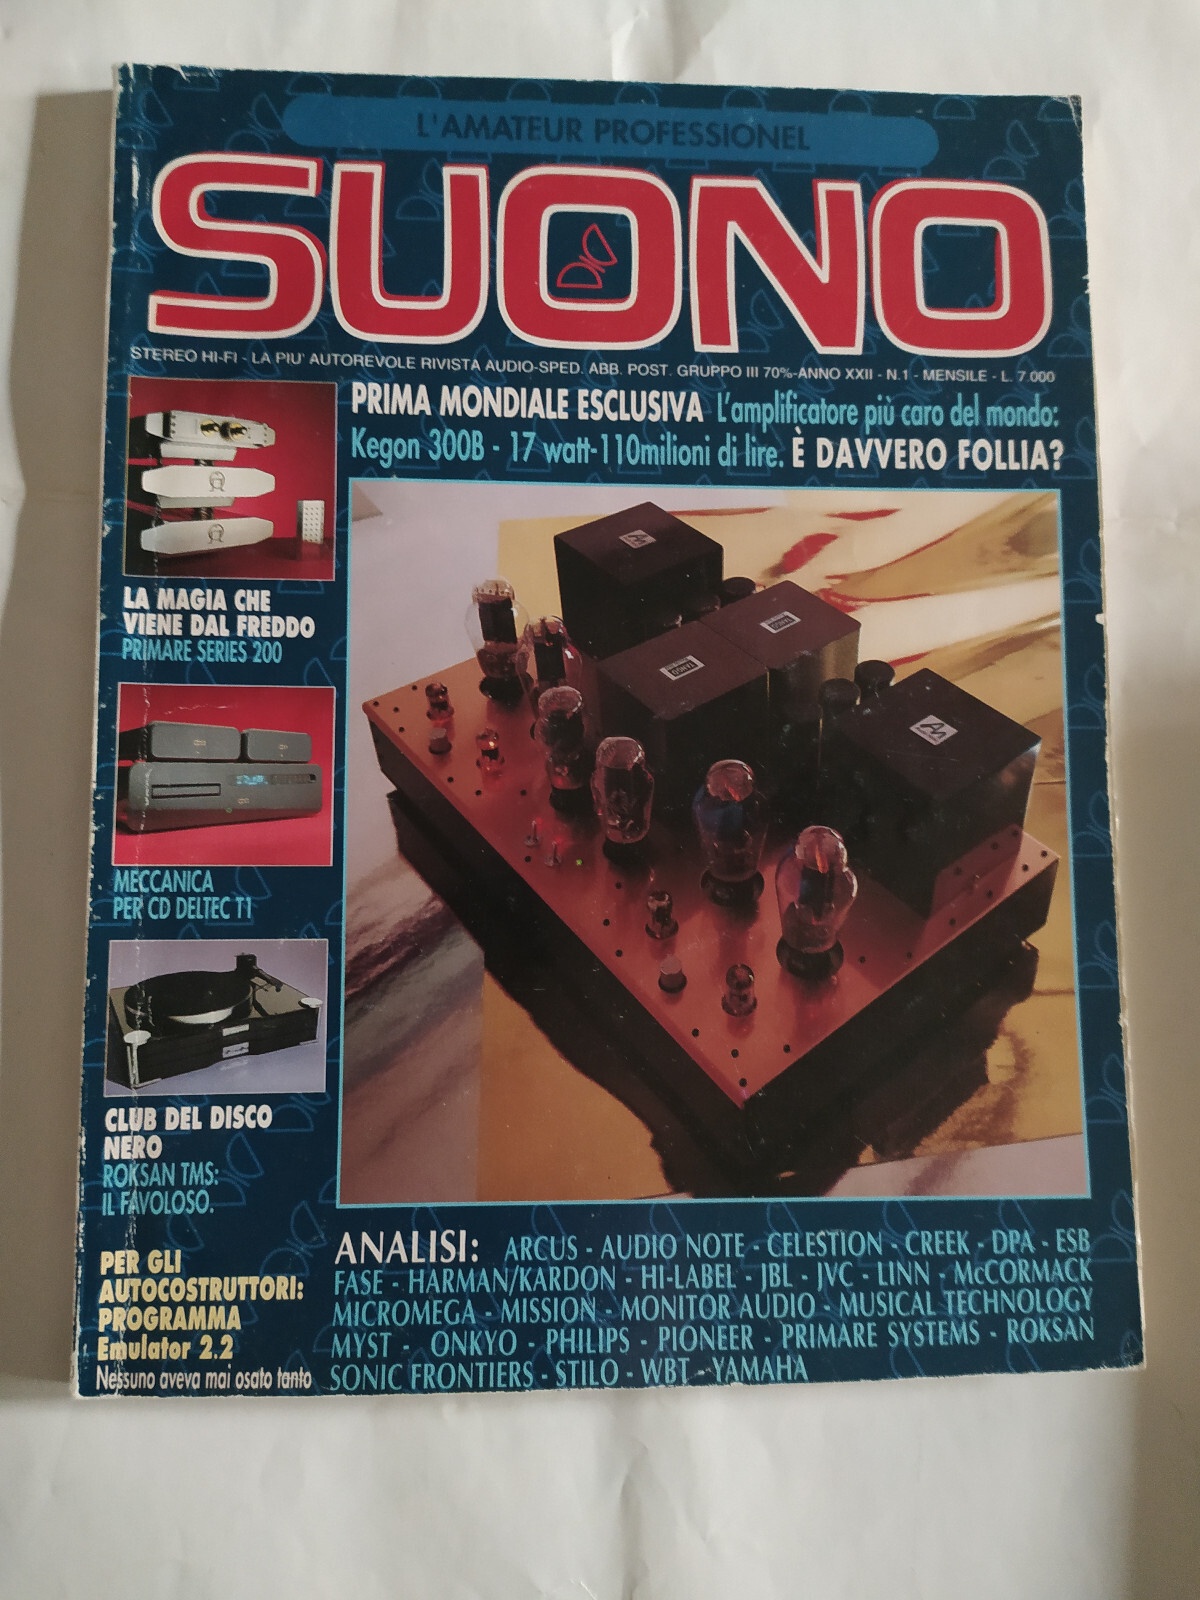 L'AMATEUR PROFESSIONEL
SUONO
STEREO HI-FI - LA PIU' AUTOREVOLE RIVISTA AUDIO-SPED. ABB. POST. GRUPPO III 70%-ANNO XXII - N.1 - MENSILE - L. 7.000
PRIMA MONDIALE ESCLUSIVA L'amplificatore più caro del mondo:
Kegon 300B - 17 watt-110milioni di lire. È DAVVERO FOLLIA?
LA MAGIA CHE
VIENE DAL FREDDO
PRIMARE SERIES 200
MECCANICA
PER CD DELTEC T1
CLUB DEL DISCO
NERO
ROKSAN TMS:
IL FAVOLOSO.
PER GLI
AUTOCOSTRUTTORI:
PROGRAMMA
Emulator 2.2
Nessuno aveva mai osato tanto
TANGO
TANGO
ANALISI: ARCUS - AUDIO NOTE - CELESTION - CREEK - DPA - ESB
FASE - HARMAN/KARDON - HI-LABEL - JBL - JVC - LINN - McCORMACK
MICROMEGA - MISSION - MONITOR AUDIO - MUSICAL TECHNOLOGY
MYST - ONKYO - PHILIPS - PIONEER - PRIMARE SYSTEMS - ROKSAN
SONIC FRONTIERS - STILO - WBT - YAMAHA